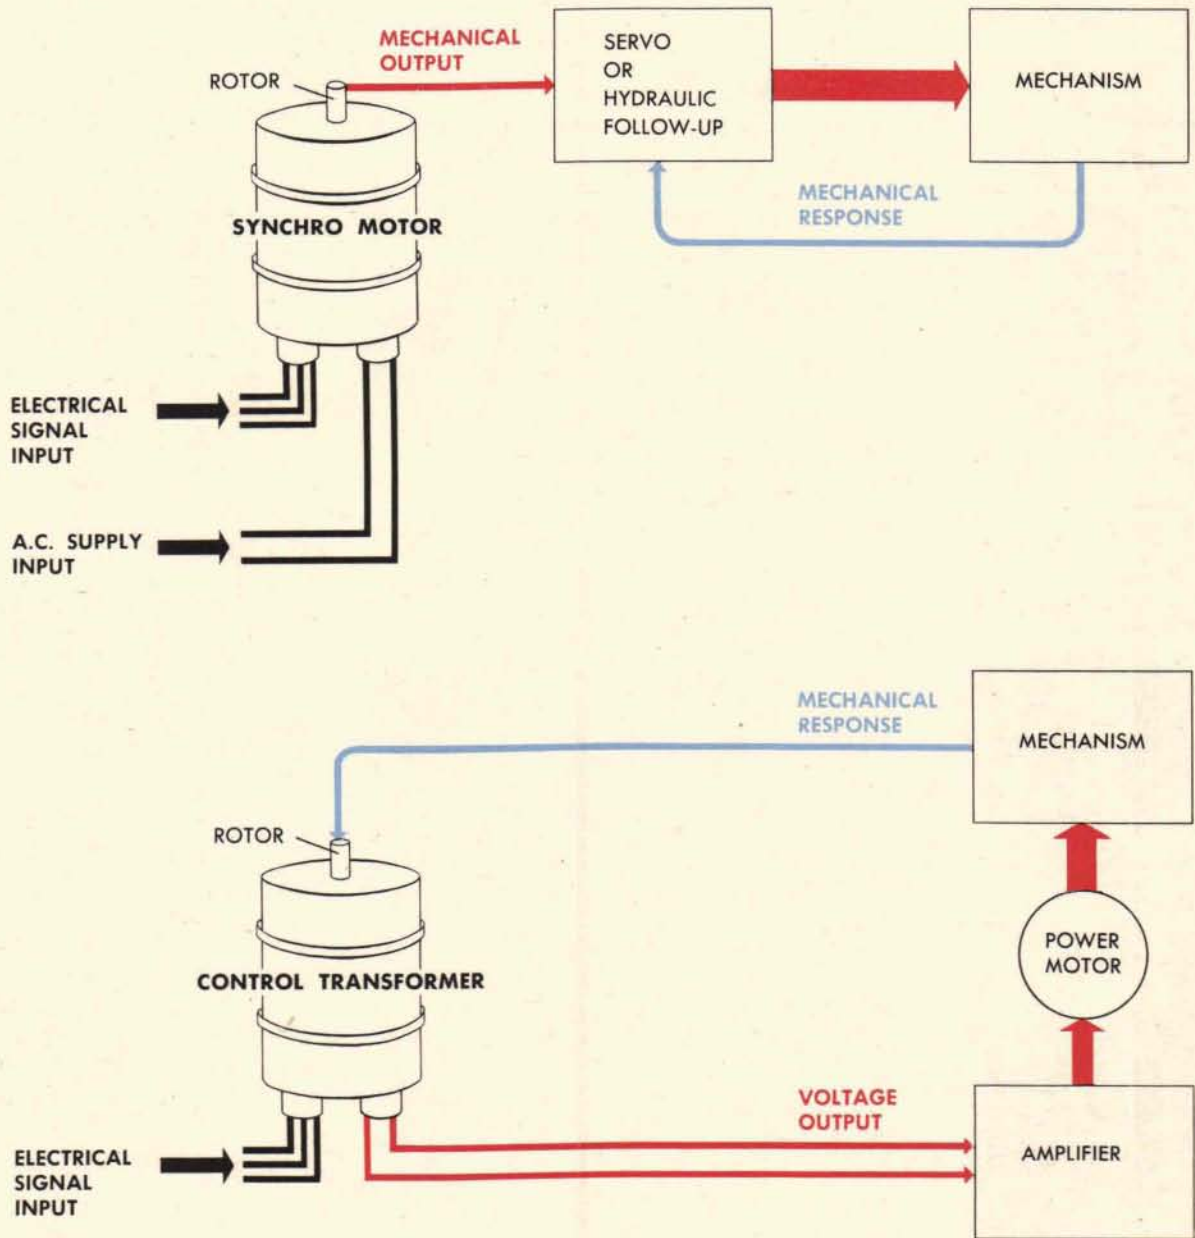 MECHANICAL
OUTPUT
ROTOR
SERVO
OR
HYDRAULIC
FOLLOW-UP
MECHANISM
MECHANICAL
RESPONSE
SYNCHRO MOTOR
ELECTRICAL
SIGNAL
INPUT
A.C. SUPPLY
INPUT
MECHANICAL
RESPONSE
MECHANISM
ROTOR
POWER
MOTOR
CONTROL TRANSFORMER
VOLTAGE
OUTPUT
AMPLIFIER
ELECTRICAL
SIGNAL
INPUT